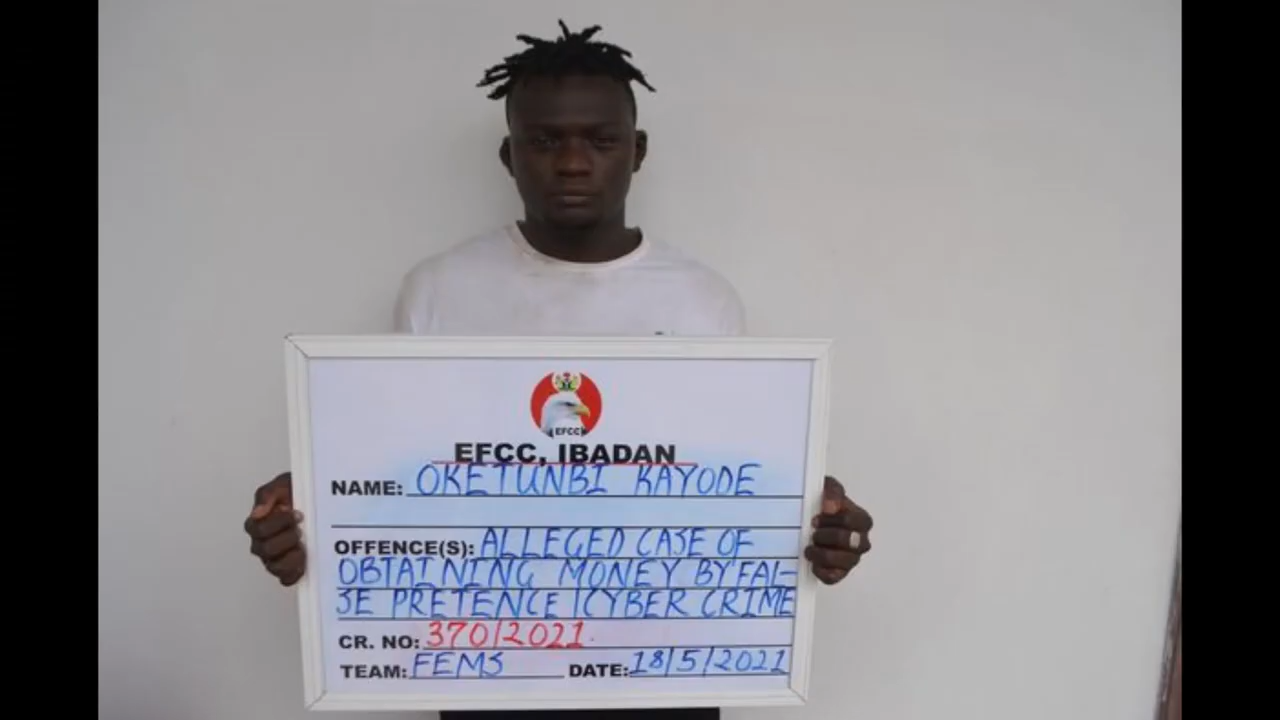 EFCC
EFCC, IBADAN
NAME: OKETUNBI KAYODE
OFFENCE(S): ALLEGED CASE OF
OBTAINING MONEY BY FAL-
SE PRETENCE /CYBER CRIME
CR. NO: 370/2021.
TEAM: FEMS DATE: 18/5/2021